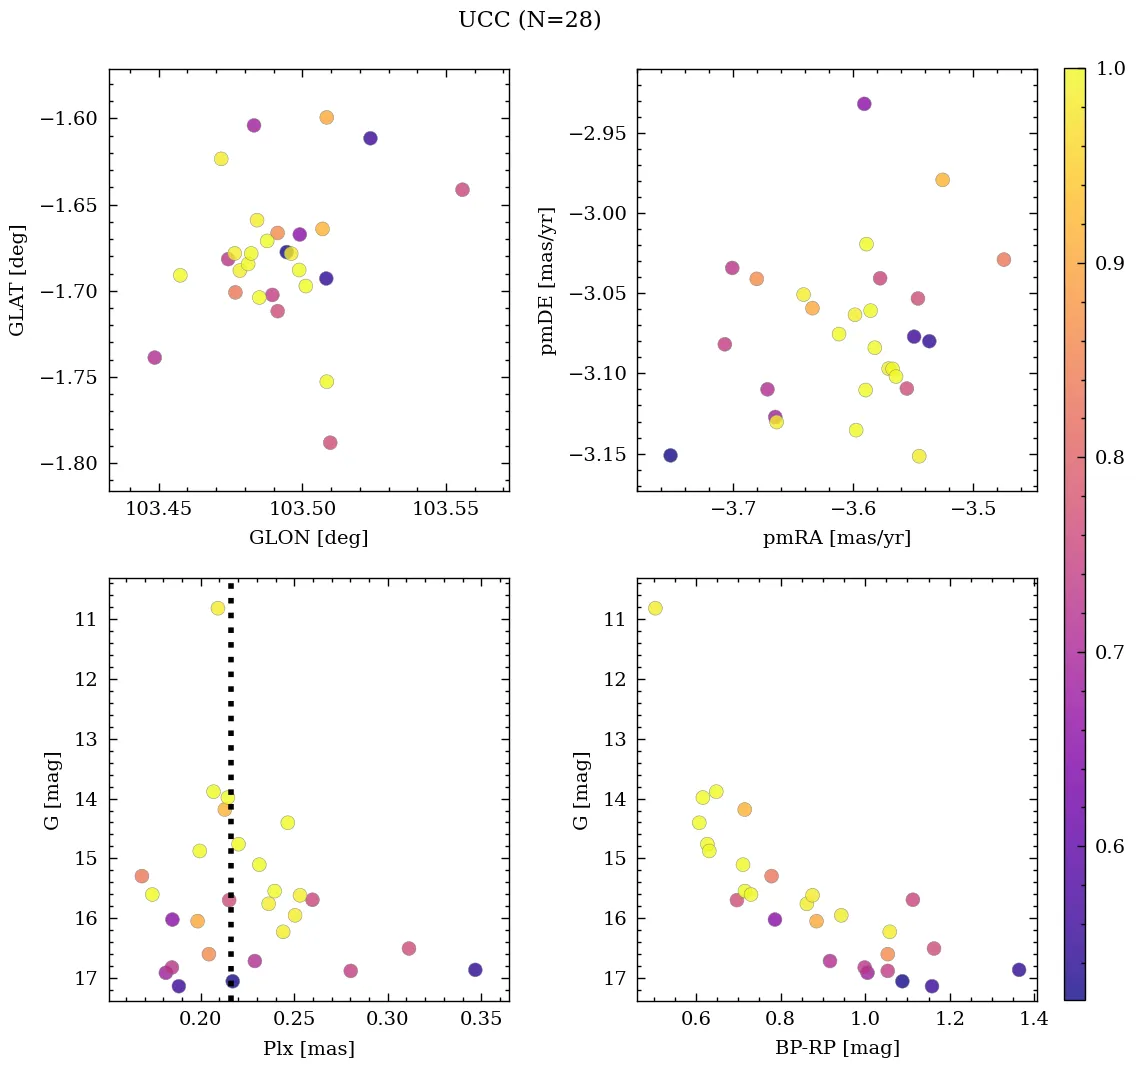 UCC (N=28)
−1.60
−1.65
−1.70
−1.75
−1.80
GLAT [deg]
103.45 103.50 103.55
GLON [deg]
−2.95
−3.00
−3.05
−3.10
−3.15
pmDE [mas/yr]
−3.7 −3.6 −3.5
pmRA [mas/yr]
11
12
13
14
15
16
17
G [mag]
0.20 0.25 0.30 0.35
Plx [mas]
11
12
13
14
15
16
17
G [mag]
0.6 0.8 1.0 1.2 1.4
BP-RP [mag]
1.0
0.9
0.8
0.7
0.6